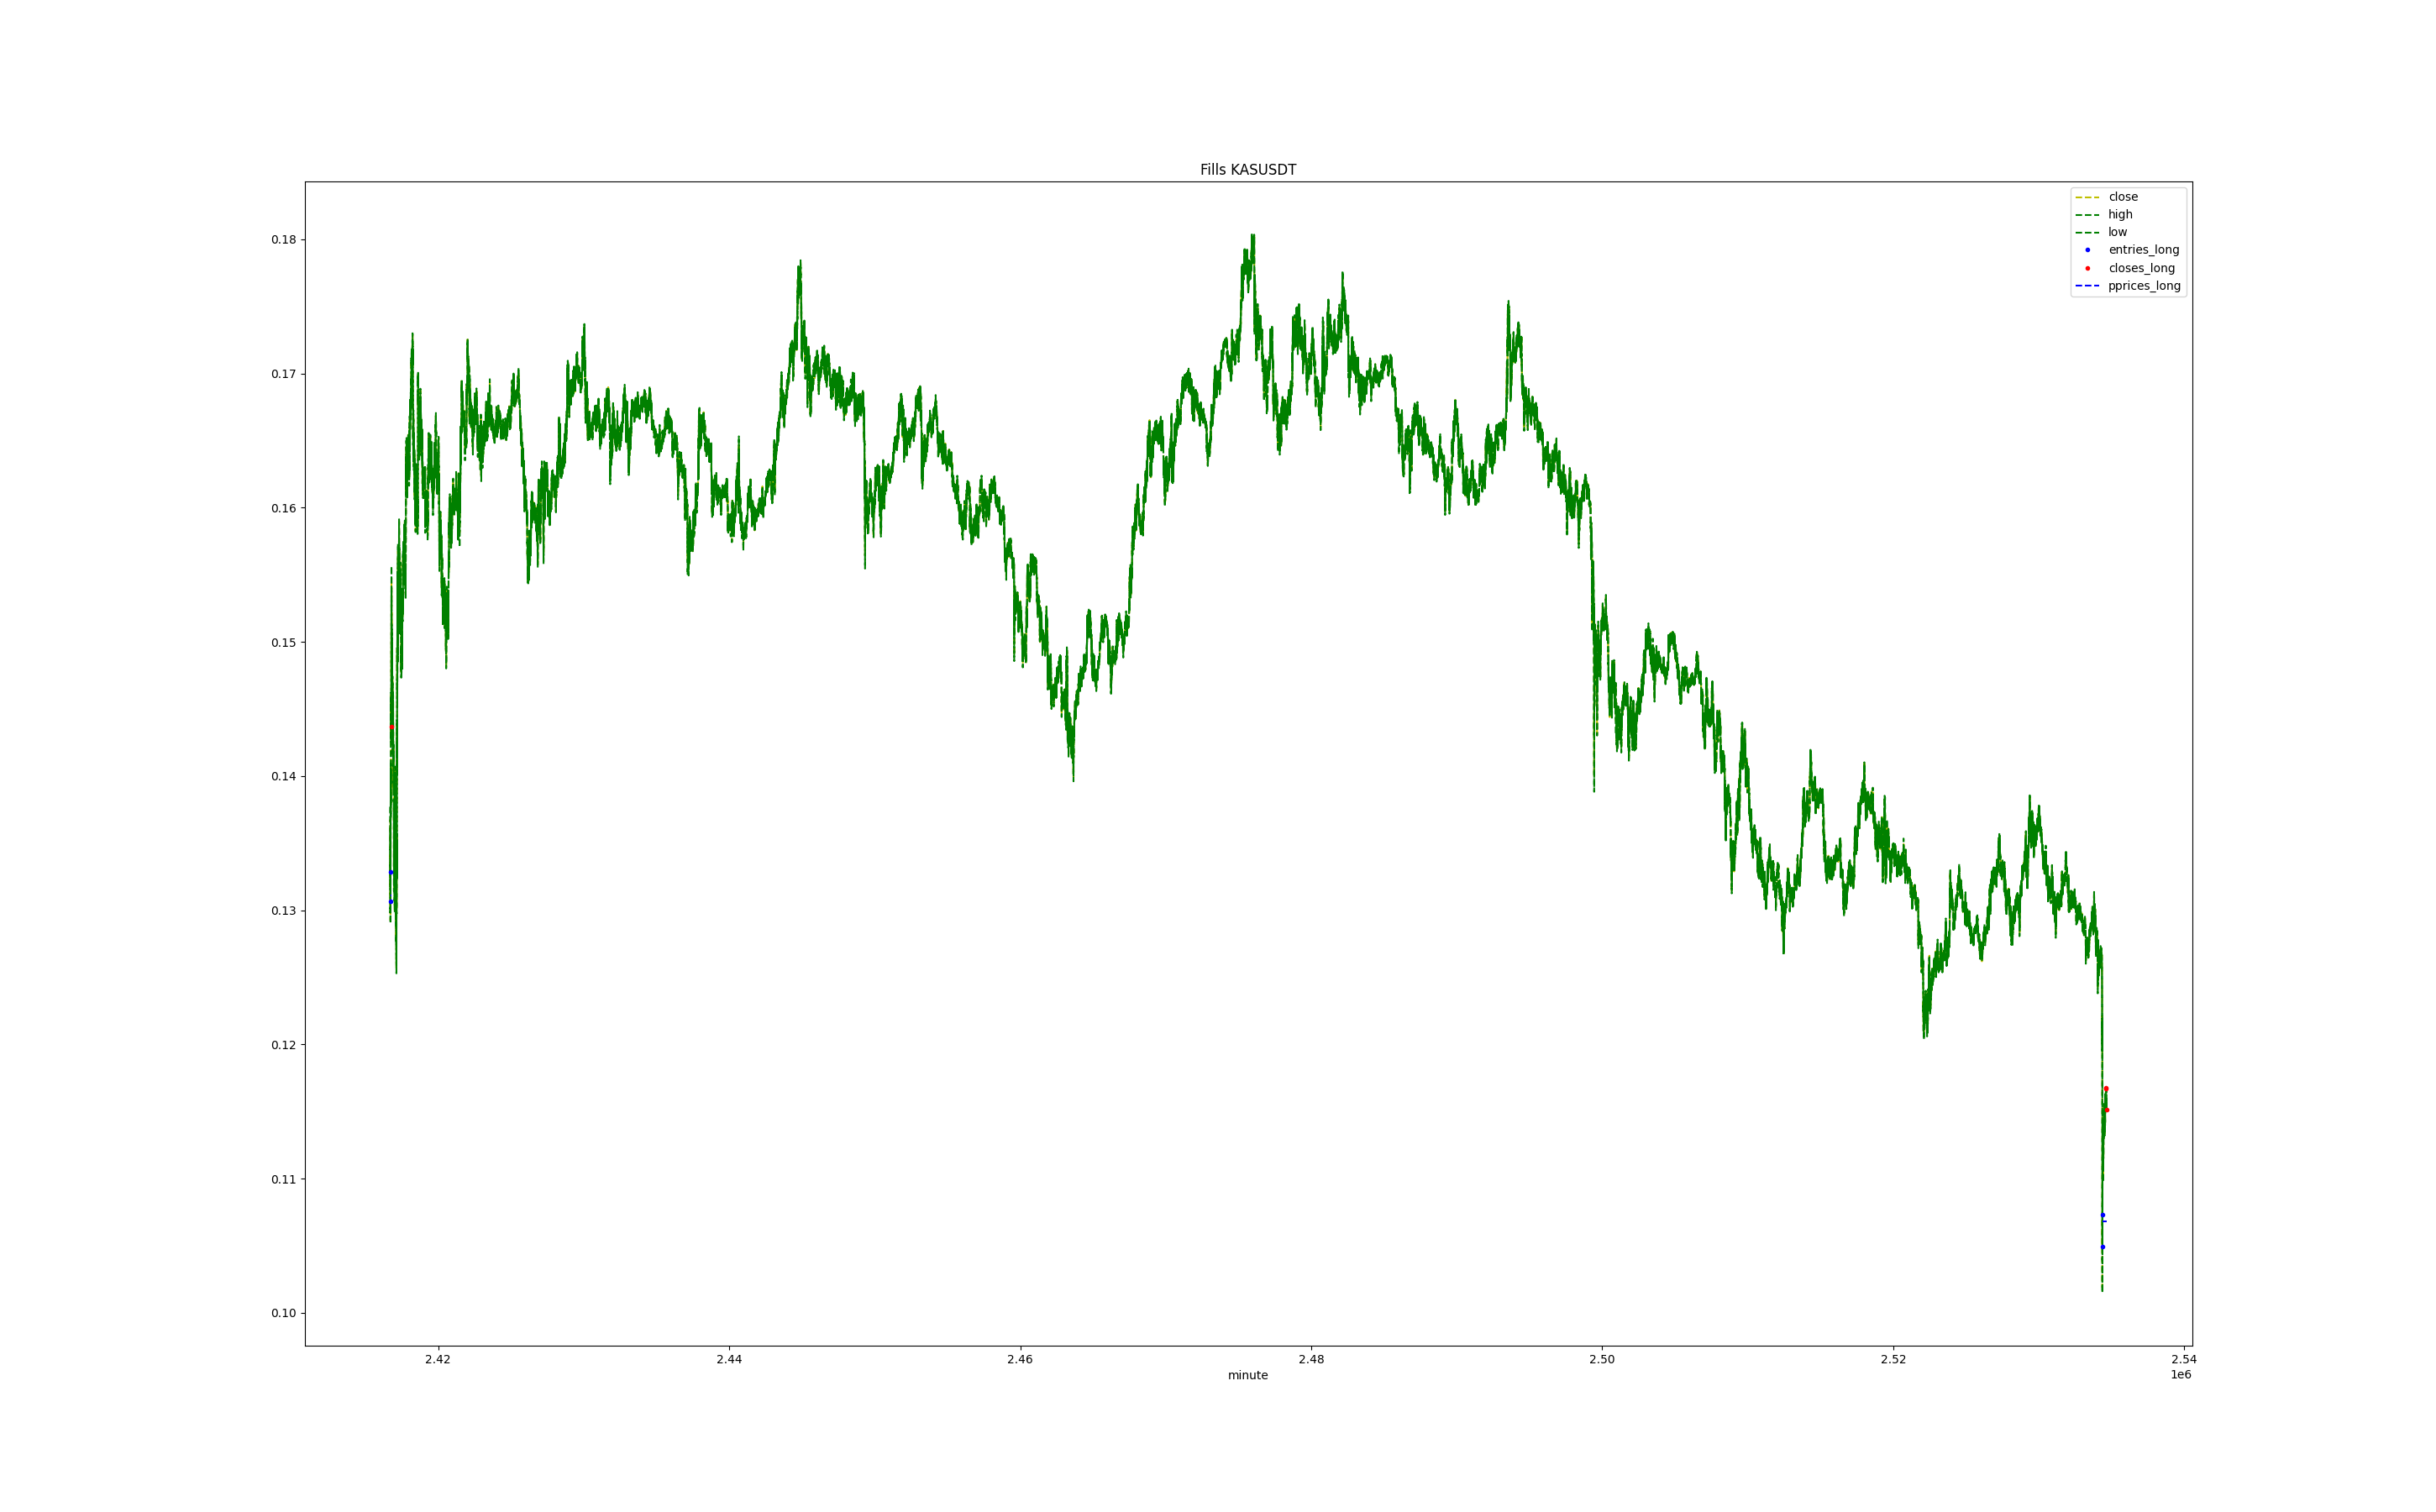 Fills KASUSDT
close
high
low
entries_long
closes_long
pprices_long
0.18
0.17
0.16
0.15
0.14
0.13
0.12
0.11
0.10
2.42 2.44 2.46 2.48 2.50 2.52 2.54
1e6
minute